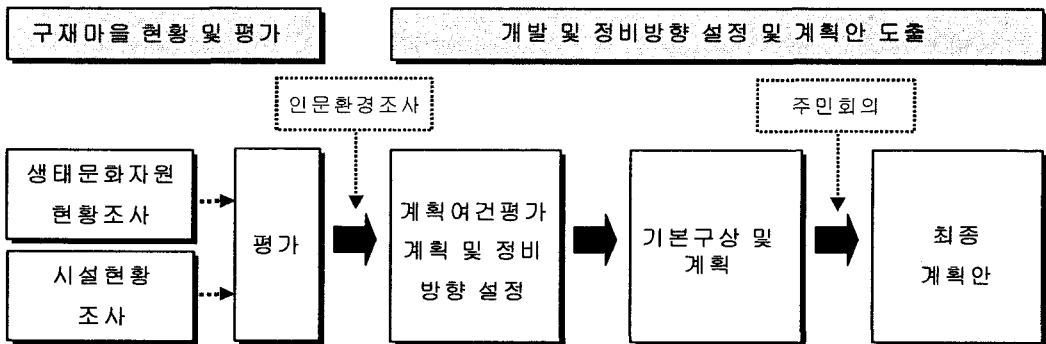 구재마을 현황 및 평가
개발 및 정비방향 설정 및 계획안 도출
인문환경조사
주민회의
생태문화자원
현황조사
시설현황
조사
평가
계획여건평가
계획 및 정비
방향 설정
기본구상 및
계획
최종
계획안